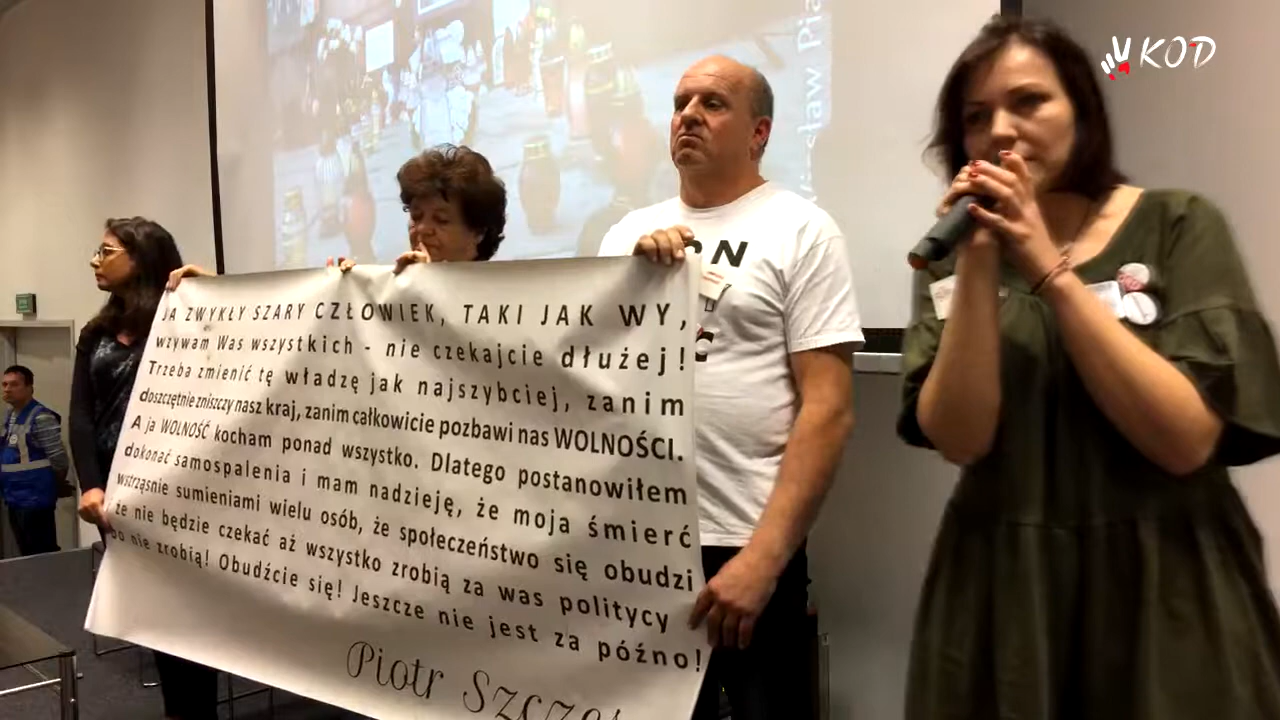 KOD
JA ZWYKŁY SZARY CZŁOWIEK, TAKI JAK WY,
wzywam Was wszystkich - nie czekajcie dłużej!
Trzeba zmienić tę władzę jak najszybciej, zanim
doszczętnie zniszczy nasz kraj, zanim całkowicie pozbawi nas WOLNOŚCI.
A ja WOLNOŚĆ kocham ponad wszystko. Dlatego postanowiłem
dokonać samospalenia i mam nadzieję, że moja śmierć
wstrząśnie sumieniami wielu osób, że społeczeństwo się obudzi
i że nie będzie czekać aż wszystko zrobią za was politycy
bo nie zrobią! Obudźcie się! Jeszcze nie jest za późno!
Piotr